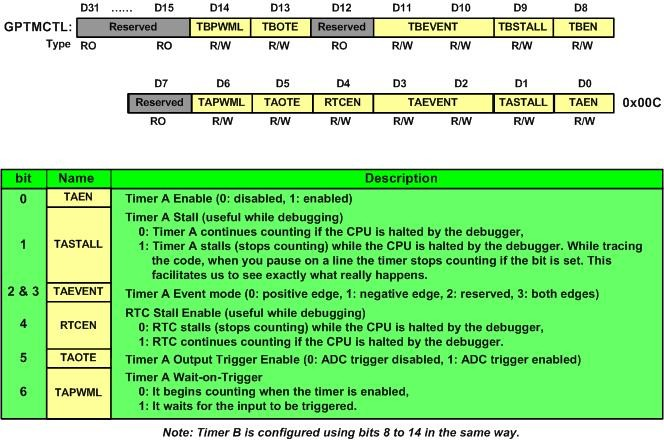 D31 ...... D15 D14 D13 D12 D11 D10 D9 D8
GPTMCTL: Reserved TBPWML TBOTE Reserved TBEVENT TBSTALL TBEN
Type RO RO R/W R/W RO R/W R/W R/W R/W
D7 D6 D5 D4 D3 D2 D1 D0
Reserved TAPWML TAOTE RTCEN TAEVENT TASTALL TAEN 0x00C
RO R/W R/W R/W R/W R/W R/W R/W
bit Name Description
0 TAEN Timer A Enable (0: disabled, 1: enabled)
Timer A Stall (useful while debugging)
0: Timer A continues counting if the CPU is halted by the debugger,
1 TASTALL 1: Timer A stalls (stops counting) while the CPU is halted by the debugger. While tracing
the code, when you pause on a line the timer stops counting if the bit is set. This
facilitates us to see exactly what really happens.
2 & 3 TAEVENT Timer A Event mode (0: positive edge, 1: negative edge, 2: reserved, 3: both edges)
RTC Stall Enable (useful while debugging)
4 RTCEN 0: RTC stalls (stops counting) while the CPU is halted by the debugger,
1: RTC continues counting if the CPU is halted by the debugger.
5 TAOTE Timer A Output Trigger Enable (0: ADC trigger disabled, 1: ADC trigger enabled)
Timer A Wait-on-Trigger
6 TAPWML 0: It begins counting when the timer is enabled,
1: It waits for the input to be triggered.
Note: Timer B is configured using bits 8 to 14 in the same way.